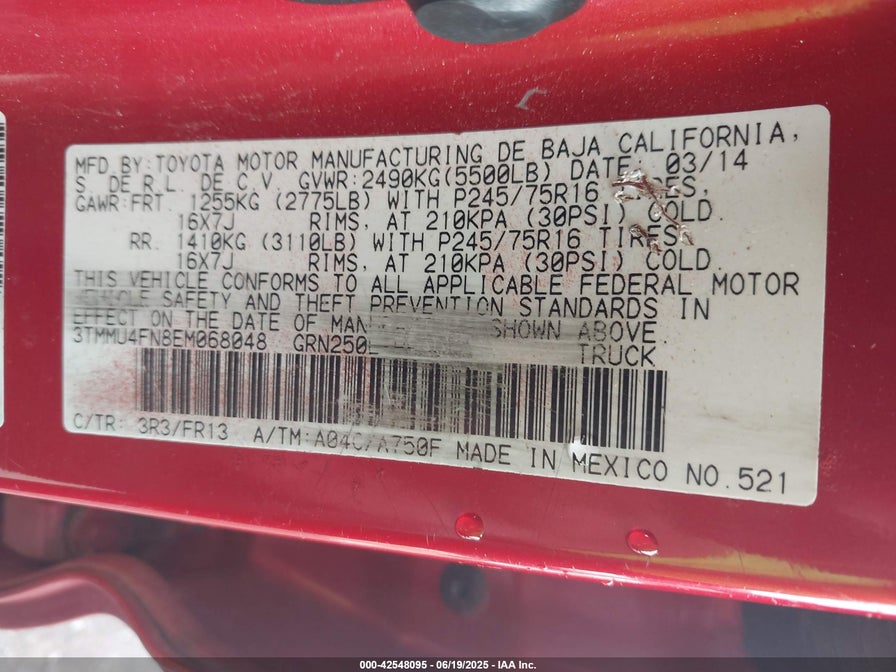 MFD. BY: TOYOTA MOTOR MANUFACTURING DE BAJA CALIFORNIA,
S. DE R.L. DE C.V. GVWR: 2490KG(5500LB) DATE: 03/14
GAWR:FRT. 1255KG (2775LB) WITH P245/75R16 TIRES,
16X7J RIMS, AT 210KPA (30PSI) COLD.
RR. 1410KG (3110LB) WITH P245/75R16 TIRES,
16X7J RIMS, AT 210KPA (30PSI) COLD.
THIS VEHICLE CONFORMS TO ALL APPLICABLE FEDERAL MOTOR
VEHICLE SAFETY AND THEFT PREVENTION STANDARDS IN
EFFECT ON THE DATE OF SHOWN ABOVE
3TMMU4FN8EM068048 TRUCK
C/TR: 3R3/FR13 A/TM: A04C/A750F MADE IN MEXICO NO.521
000-42548095 - 06/19/2025 - IAA Inc.